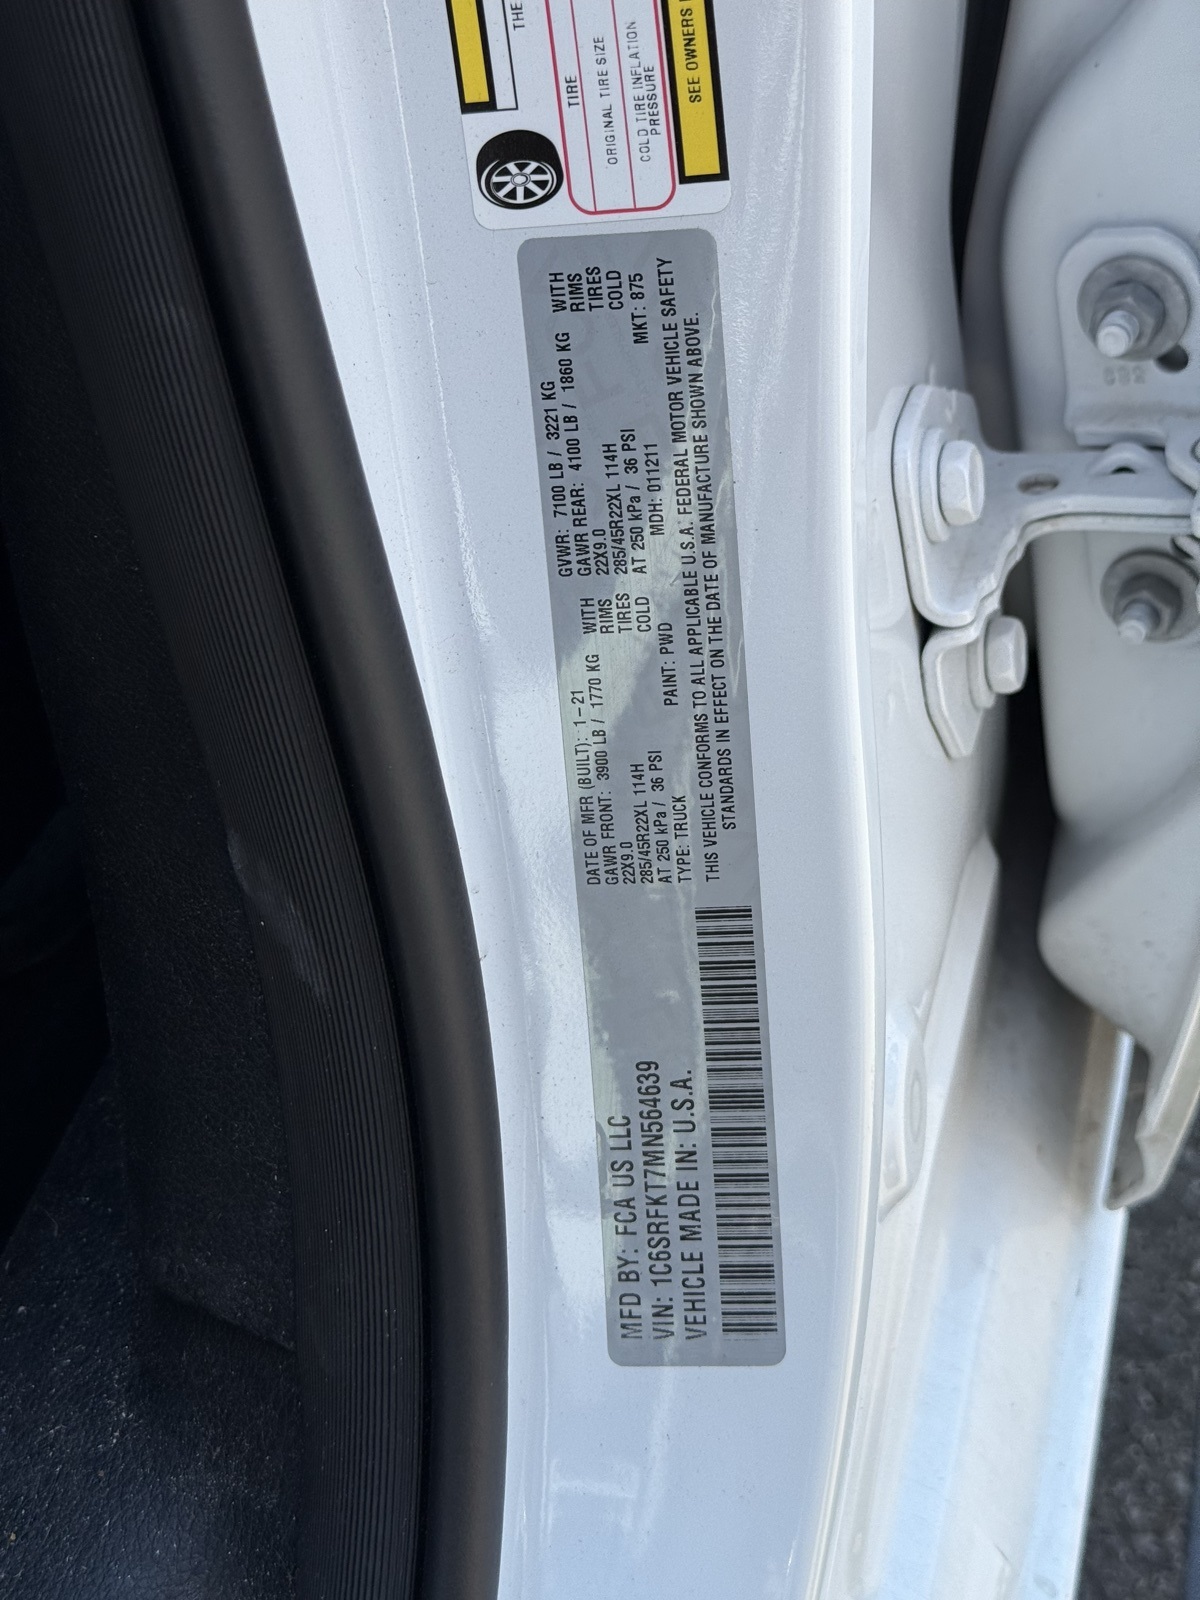 THE
TIRE
ORIGINAL TIRE SIZE
COLD TIRE INFLATION
PRESSURE
SEE OWNERS
MFD BY: FCA US LLC
VIN: 1C6SRFKT7MN564639
VEHICLE MADE IN: U.S.A.
DATE OF MFR (BUILT): 1-21 GVWR: 7100 LB / 3221 KG
GAWR FRONT: 3900 LB / 1770 KG WITH GAWR REAR: 4100 LB / 1860 KG WITH
22X9.0 RIMS 22X9.0 RIMS
285/45R22XL 114H TIRES 285/45R22XL 114H TIRES
AT 250 kPa / 36 PSI COLD AT 250 kPa / 36 PSI COLD
TYPE: TRUCK PAINT: PWD MDH: 011211 MKT: 875
THIS VEHICLE CONFORMS TO ALL APPLICABLE U.S.A. FEDERAL MOTOR VEHICLE SAFETY
STANDARDS IN EFFECT ON THE DATE OF MANUFACTURE SHOWN ABOVE.